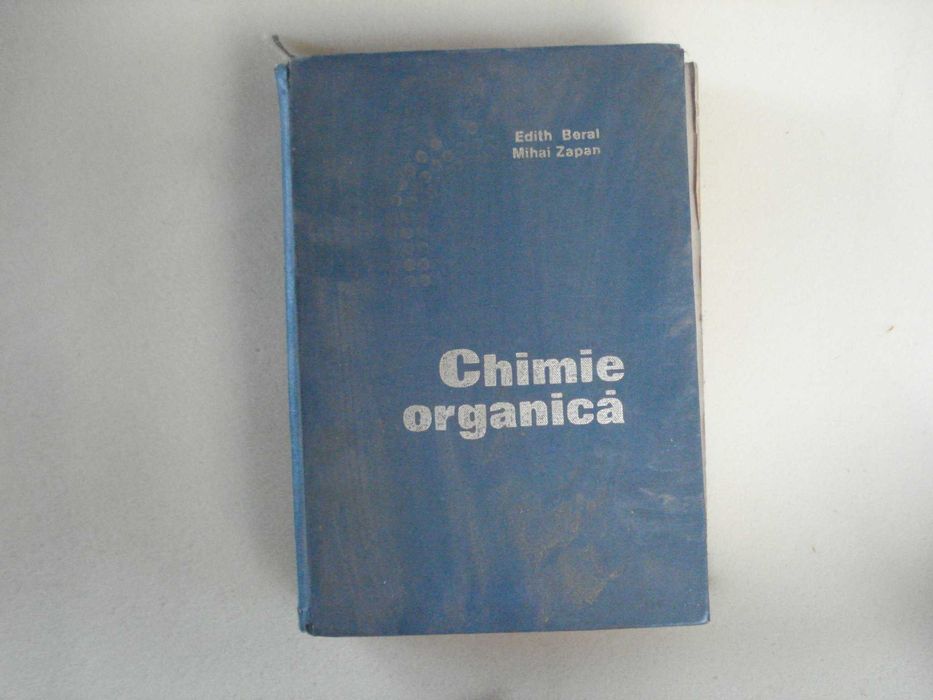 Edith Beral
Mihai Zapan
Chimie
organică